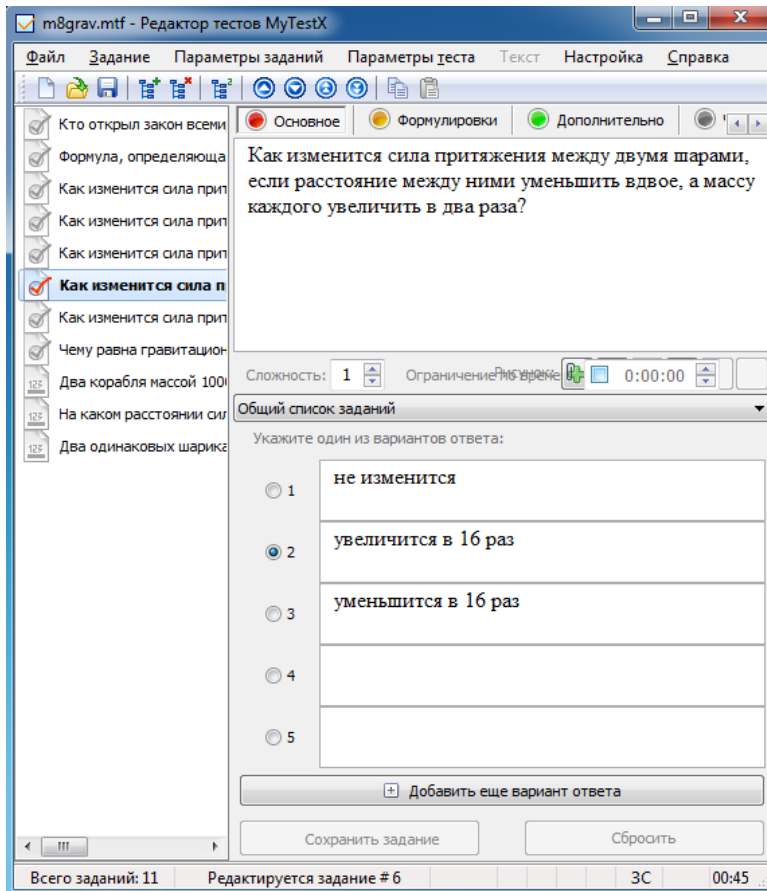 m8grav.mtf - Редактор тестов MyTestX
Файл Задание Параметры заданий Параметры теста Текст Настройка Справка
Кто открыл закон всеми
Формула, определяюща
Как изменится сила прит
Как изменится сила прит
Как изменится сила прит
Как изменится сила п
Как изменится сила прит
Чему равна гравитацион
Два корабля массой 100
На каком расстоянии сил
Два одинаковых шарика
Основное Формулировки Дополнительно
Как изменится сила притяжения между двумя шарами,
если расстояние между ними уменьшить вдвое, а массу
каждого увеличить в два раза?
Сложность: 1 Ограничение по време 0:00:00
Общий список заданий
Укажите один из вариантов ответа:
1 не изменится
2 увеличится в 16 раз
3 уменьшится в 16 раз
4
5
Добавить еще вариант ответа
Сохранить задание Сбросить
Всего заданий: 11 Редактируется задание # 6 ЗС 00:45